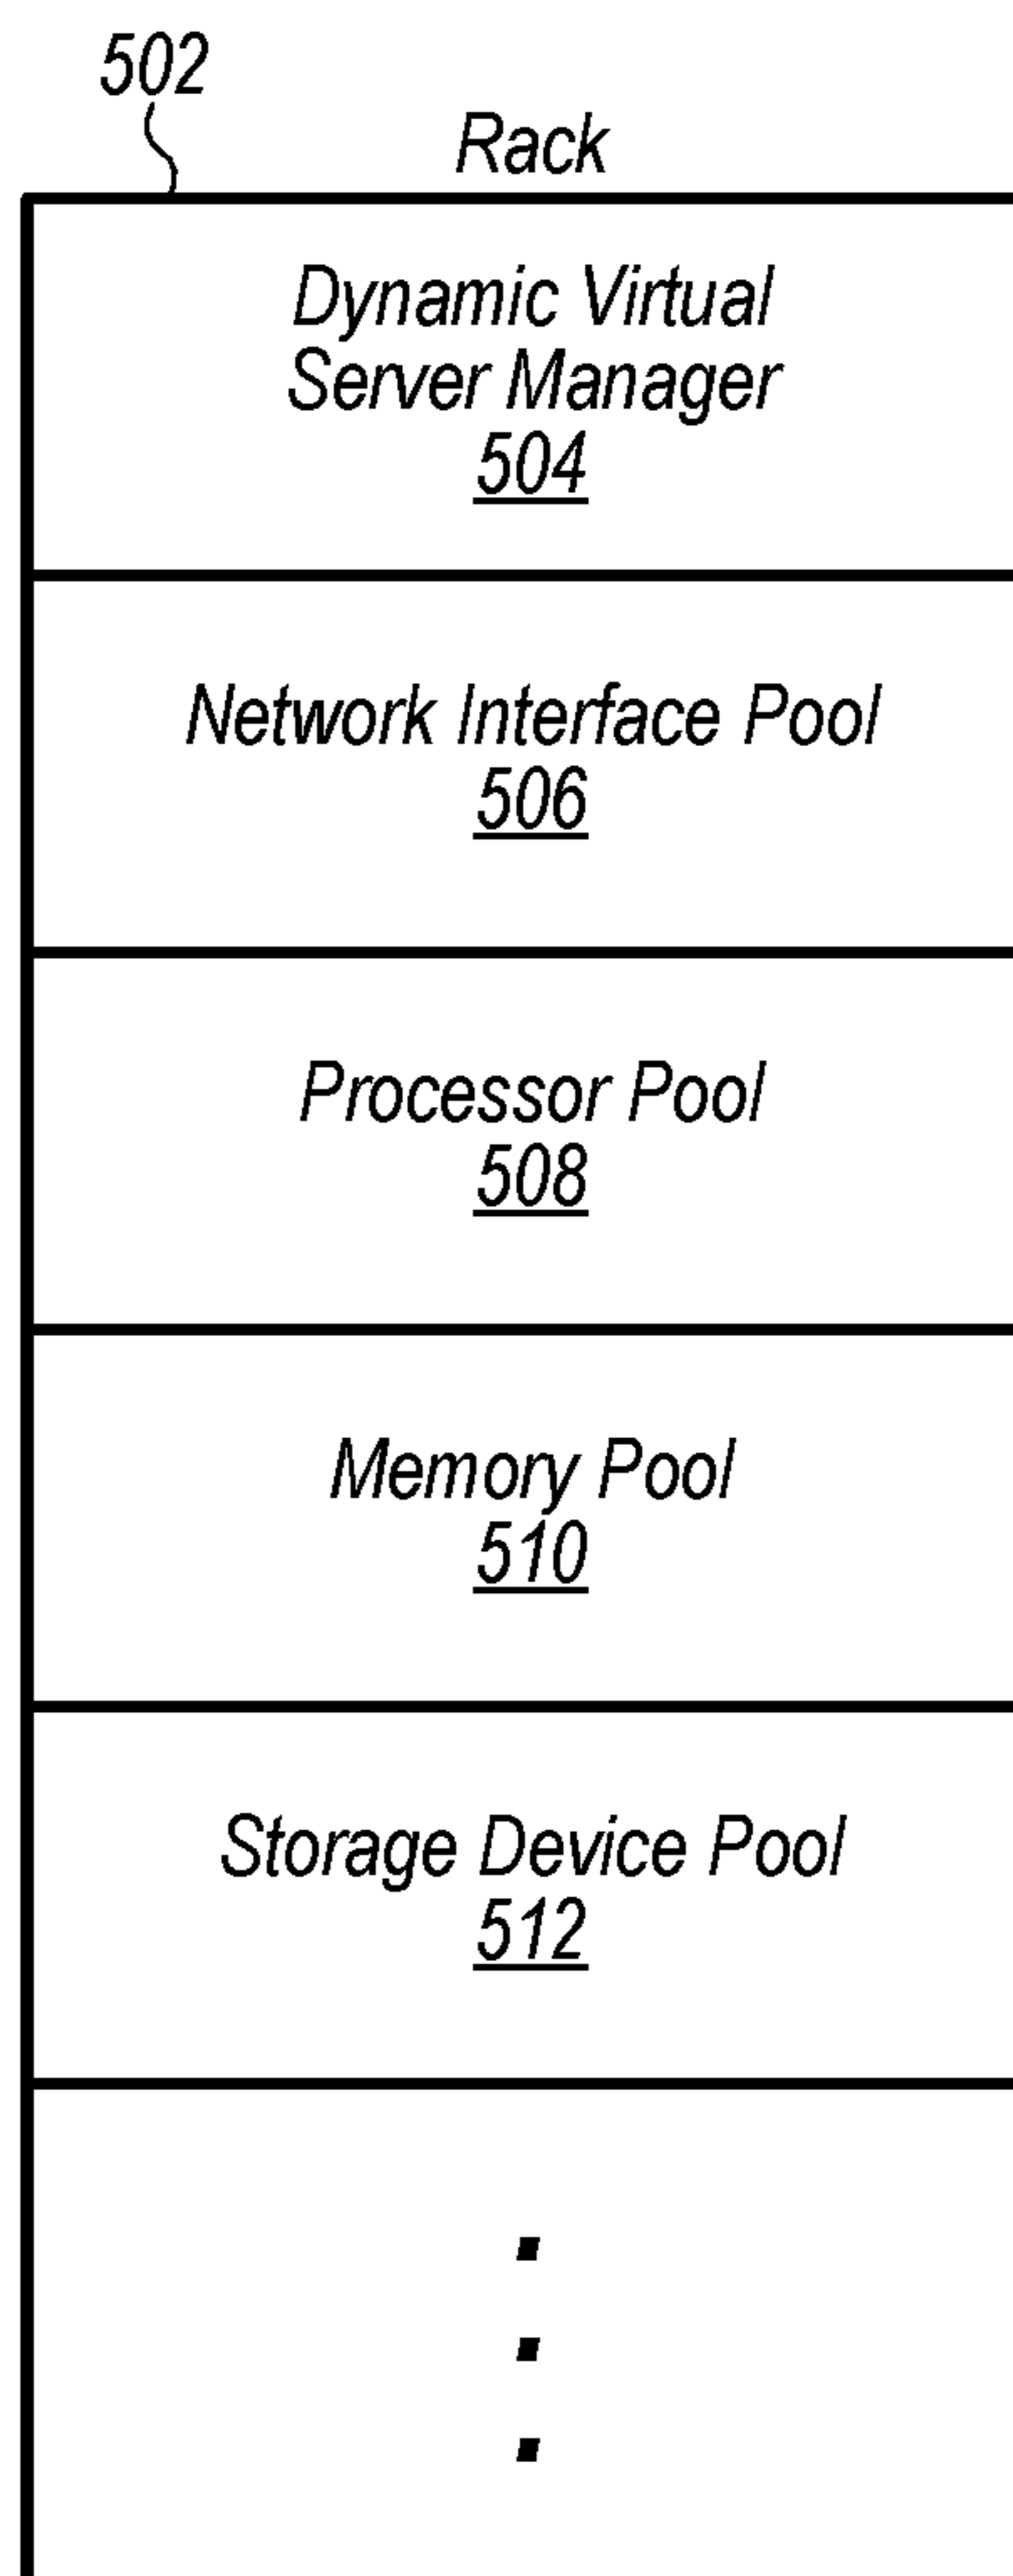 502
Rack
Dynamic Virtual
Server Manager
504
Network Interface Pool
506
Processor Pool
508
Memory Pool
510
Storage Device Pool
512